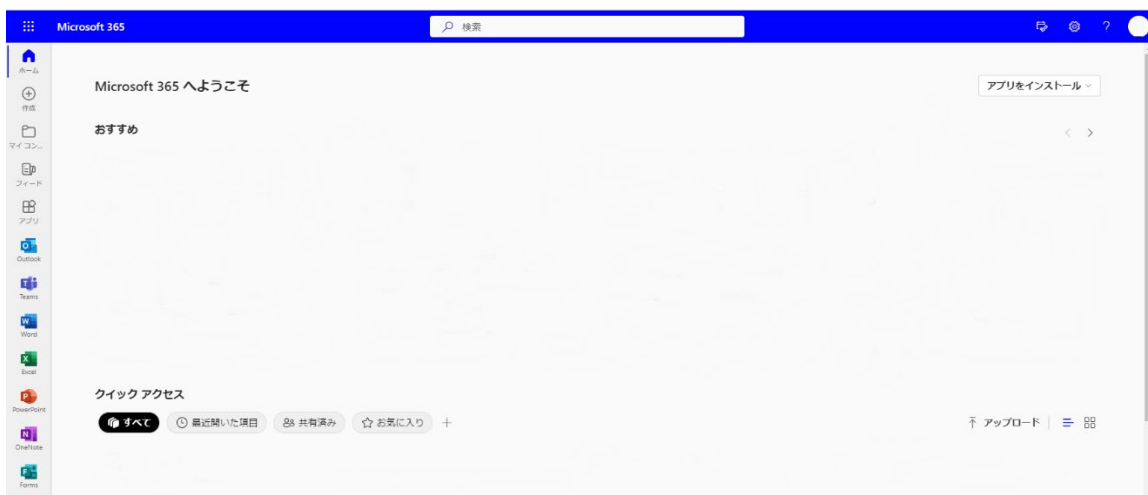 Microsoft 365
検索
?
ホーム
作成
マイ コン...
フィード
アプリ
Outlook
Teams
Word
Excel
PowerPoint
OneNote
Forms
Microsoft 365 へようこそ
アプリをインストール
おすすめ
クイック アクセス
すべて
最近開いた項目
共有済み
お気に入り
アップロード